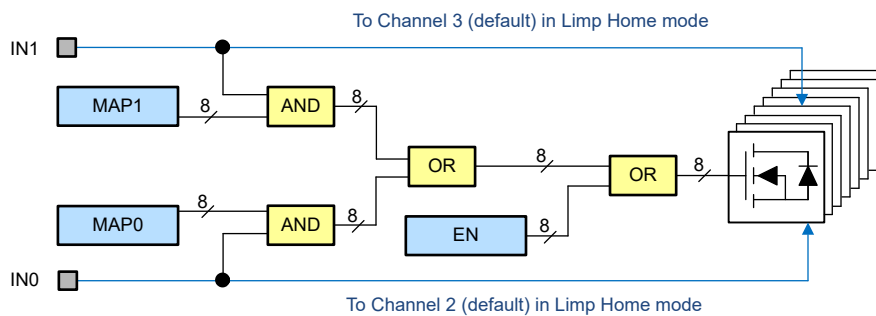 To Channel 3 (default) in Limp Home mode
IN1
MAP1
8
AND
8
OR
8
OR
8
MAP0
8
AND
8
EN
8
IN0
To Channel 2 (default) in Limp Home mode